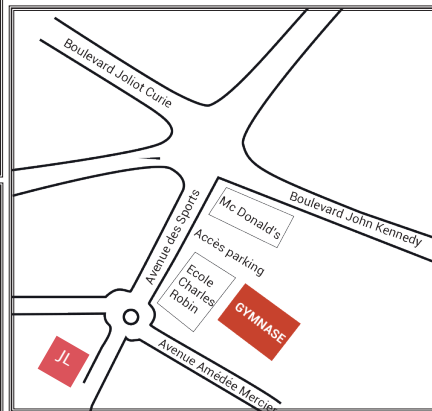 Boulevard Joliot Curie
Mc Donald's
Boulevard John Kennedy
Avenue des Sports
Accès parking
Ecole
Charles
Robin
GYMNASE
JL
Avenue Amédée Mercier